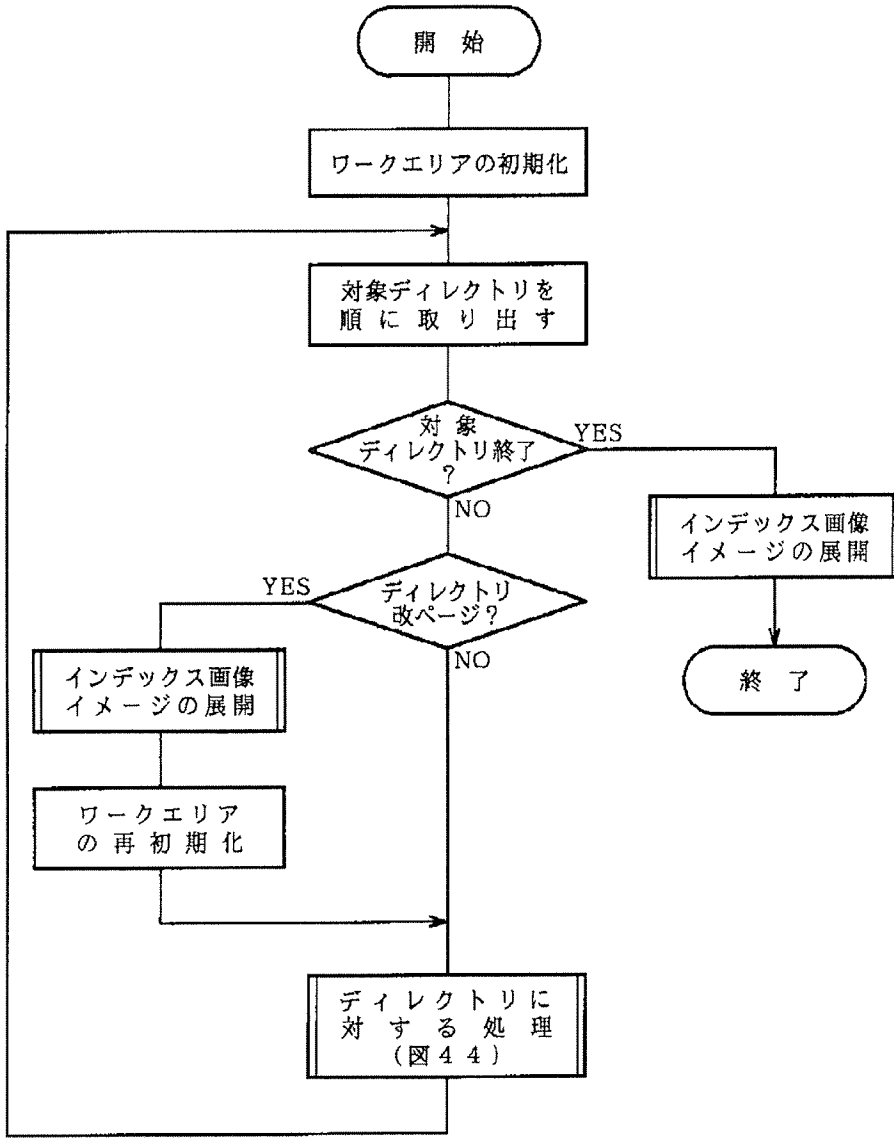 開始
ワークエリアの初期化
対象ディレクトリを
順に取り出す
対象
ディレクトリ終了
?
YES
NO
インデックス画像
イメージの展開
終了
ディレクトリ
改ページ?
YES
NO
インデックス画像
イメージの展開
ワークエリア
の再初期化
ディレクトリに
対する処理
(図44)